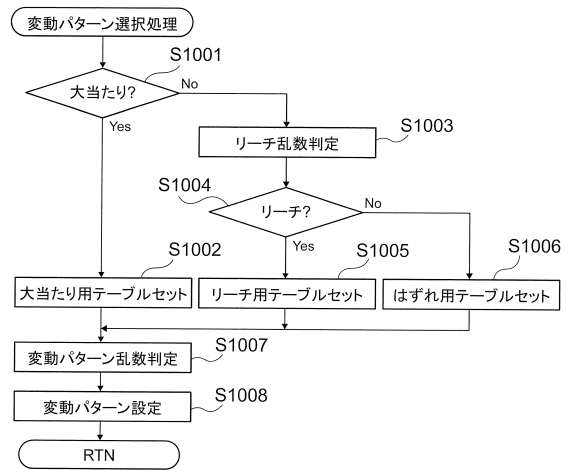 変動パターン選択処理
S1001
大当たり?
No
Yes
S1003
リーチ乱数判定
S1004
リーチ?
No
Yes
S1002
S1005
S1006
大当たり用テーブルセット
リーチ用テーブルセット
はずれ用テーブルセット
S1007
変動パターン乱数判定
S1008
変動パターン設定
RTN